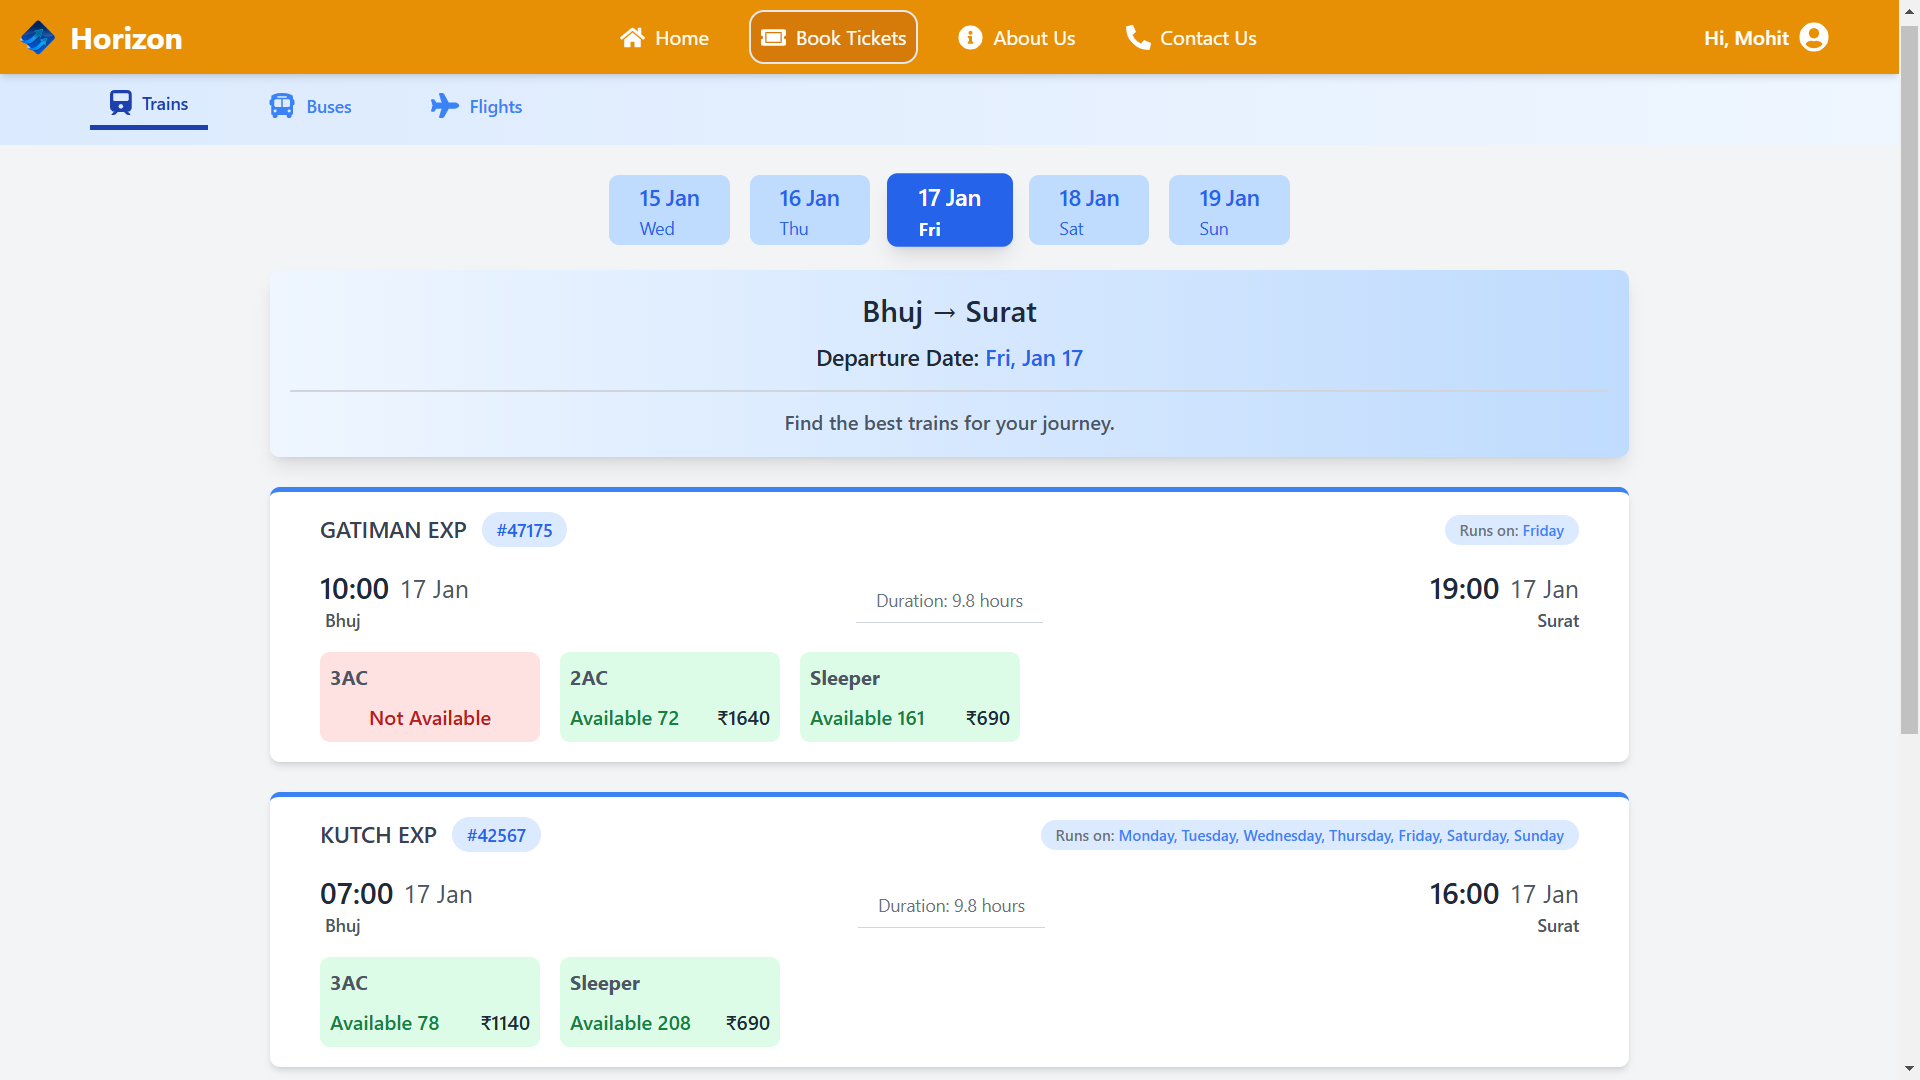 Horizon
Home
Book Tickets
About Us
Contact Us
Hi, Mohit
Trains
Buses
Flights
15 Jan
Wed
16 Jan
Thu
17 Jan
Fri
18 Jan
Sat
19 Jan
Sun
Bhuj → Surat
Departure Date: Fri, Jan 17
Find the best trains for your journey.
GATIMAN EXP #47175
Runs on: Friday
10:00 17 Jan
Bhuj
Duration: 9.8 hours
19:00 17 Jan
Surat
3AC
Not Available
2AC
Available 72 ₹1640
Sleeper
Available 161 ₹690
KUTCH EXP #42567
Runs on: Monday, Tuesday, Wednesday, Thursday, Friday, Saturday, Sunday
07:00 17 Jan
Bhuj
Duration: 9.8 hours
16:00 17 Jan
Surat
3AC
Available 78 ₹1140
Sleeper
Available 208 ₹690